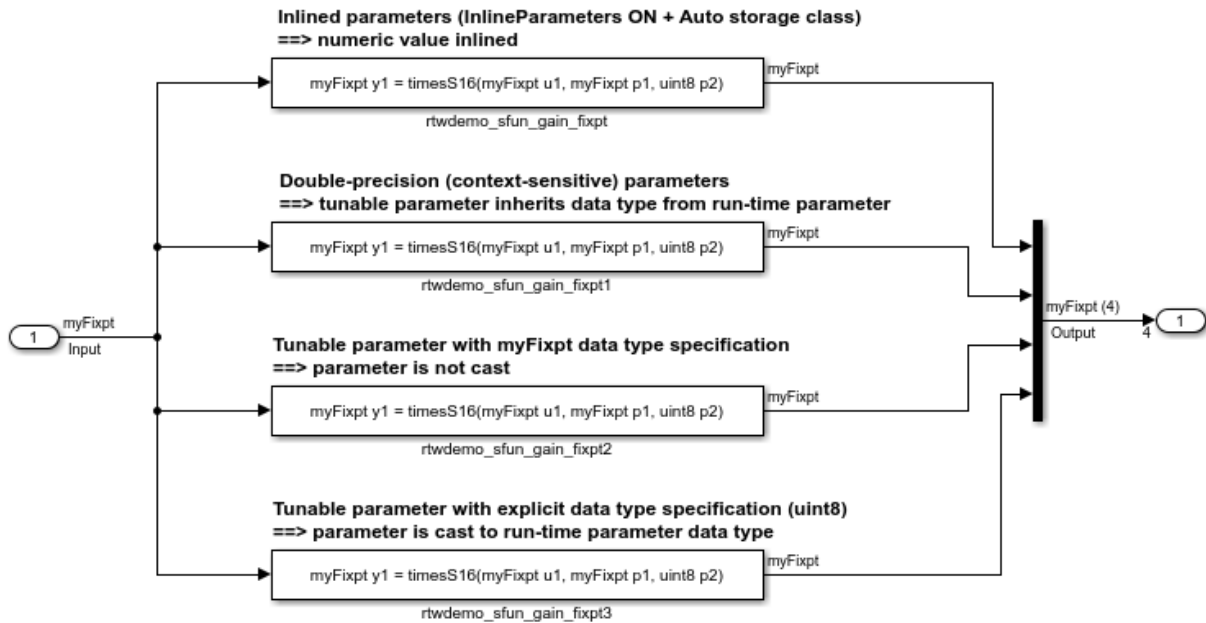 Inlined parameters (InlineParameters ON + Auto storage class)
==> numeric value inlined
myFixpt y1 = timesS16(myFixpt u1, myFixpt p1, uint8 p2)
myFixpt
rtwdemo_sfun_gain_fixpt
Double-precision (context-sensitive) parameters
==> tunable parameter inherits data type from run-time parameter
myFixpt y1 = timesS16(myFixpt u1, myFixpt p1, uint8 p2)
myFixpt
rtwdemo_sfun_gain_fixpt1
1
myFixpt
Input
Tunable parameter with myFixpt data type specification
==> parameter is not cast
myFixpt y1 = timesS16(myFixpt u1, myFixpt p1, uint8 p2)
myFixpt
rtwdemo_sfun_gain_fixpt2
Tunable parameter with explicit data type specification (uint8)
==> parameter is cast to run-time parameter data type
myFixpt y1 = timesS16(myFixpt u1, myFixpt p1, uint8 p2)
myFixpt
rtwdemo_sfun_gain_fixpt3
myFixpt (4)
Output
4
1